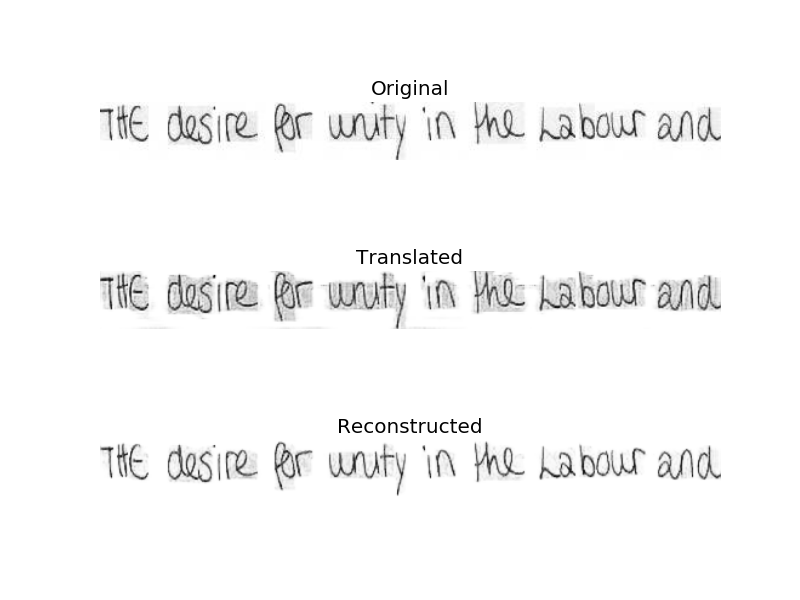 Original
THE desire for unity in the Labour and
Translated
THE desire for unity in the Labour and
Reconstructed
THE desire for unity in the Labour and